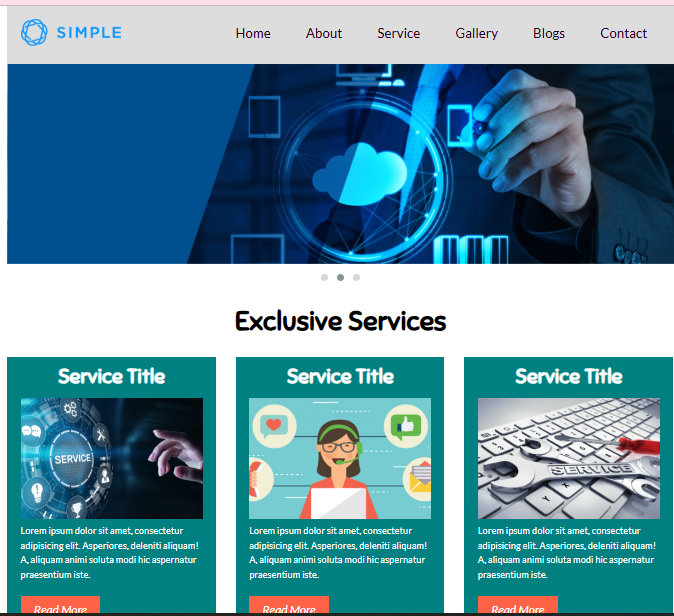 SIMPLE
Home About Service Gallery Blogs Contact
Exclusive Services
Service Title
SERVICE
Lorem ipsum dolor sit amet, consectetur
adipisicing elit. Asperiores, deleniti aliquam!
A, aliquam animi soluta modi hic aspernatur
praesentium iste.
Read More
Service Title
Lorem ipsum dolor sit amet, consectetur
adipisicing elit. Asperiores, deleniti aliquam!
A, aliquam animi soluta modi hic aspernatur
praesentium iste.
Read More
Service Title
SERVICE
Lorem ipsum dolor sit amet, consectetur
adipisicing elit. Asperiores, deleniti aliquam!
A, aliquam animi soluta modi hic aspernatur
praesentium iste.
Read More